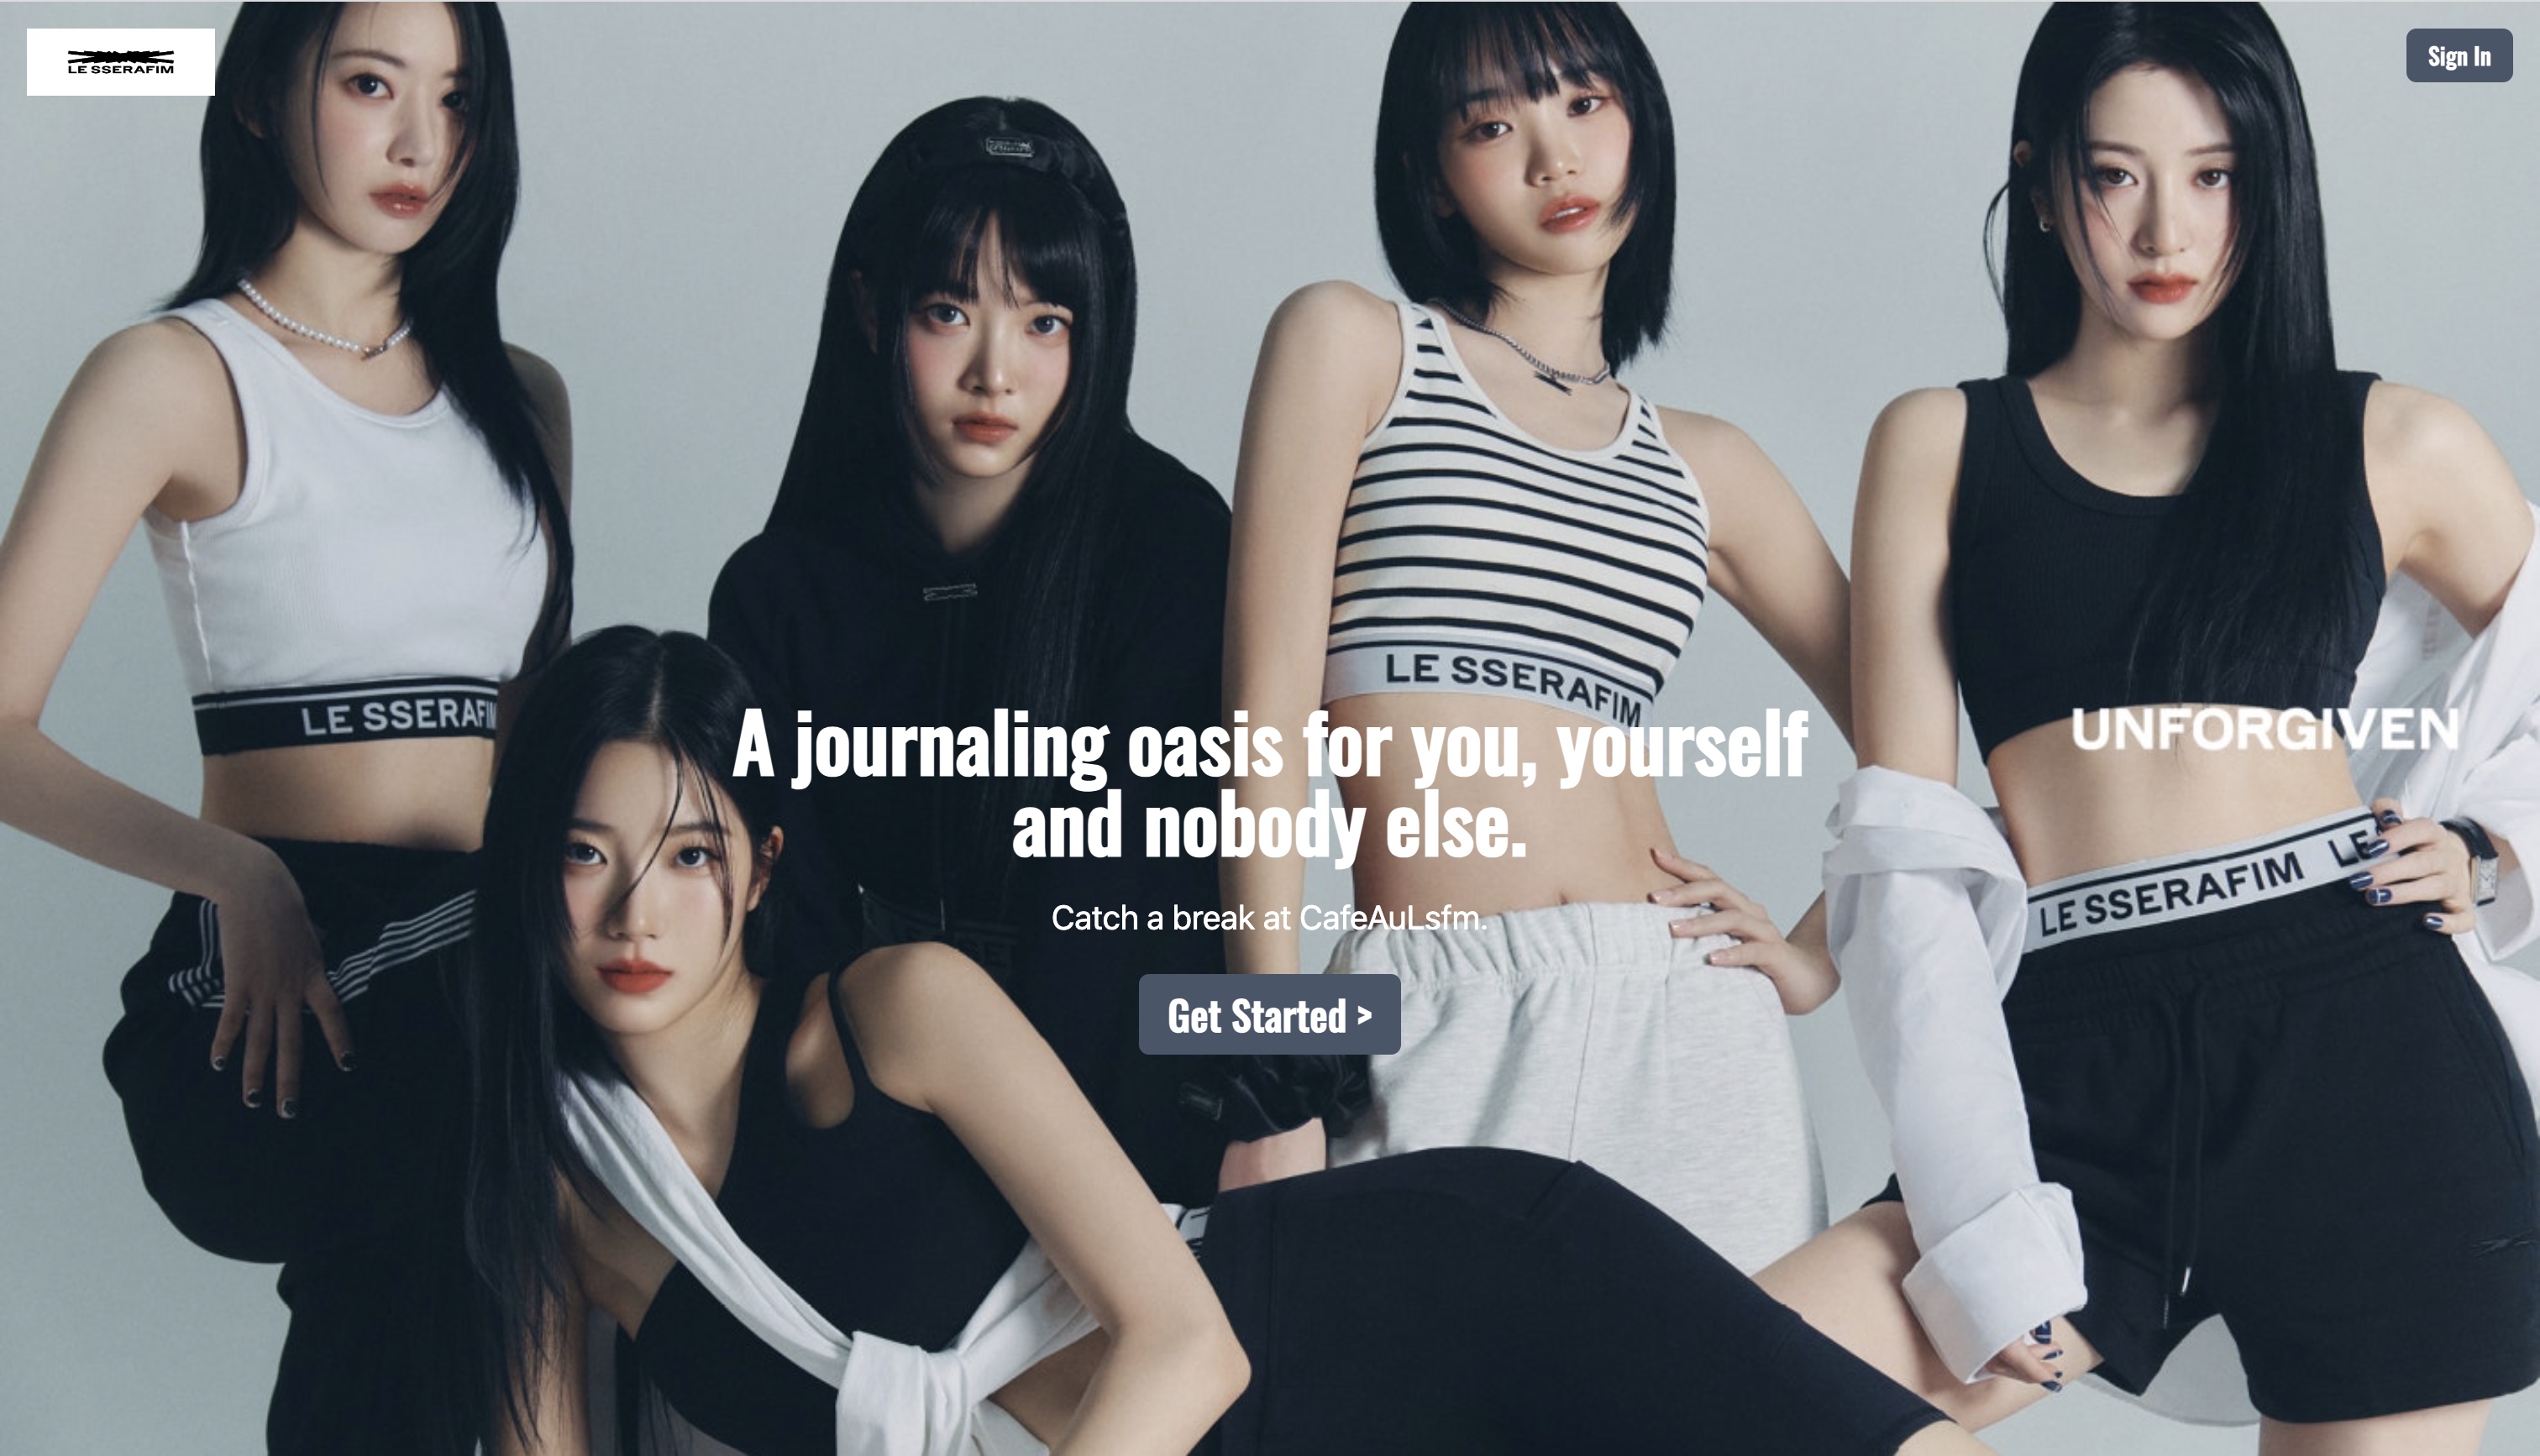 LE SSERAFIM
Sign In
LE SSERAFIM
LE SSERAFIM
A journaling oasis for you, yourself
and nobody else.
UNFORGIVEN
LE SSERAFIM LE
Catch a break at CafeAuLsfm.
Get Started >